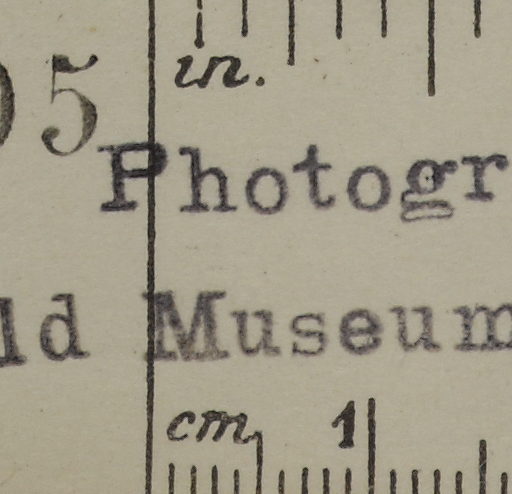 in.
5
Photogr
ld Museum
cm 1